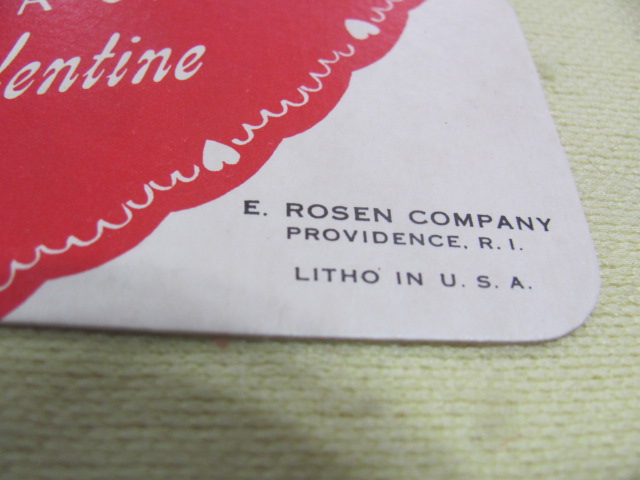 A
lentine
E. ROSEN COMPANY
PROVIDENCE, R. I.
LITHO IN U. S. A.